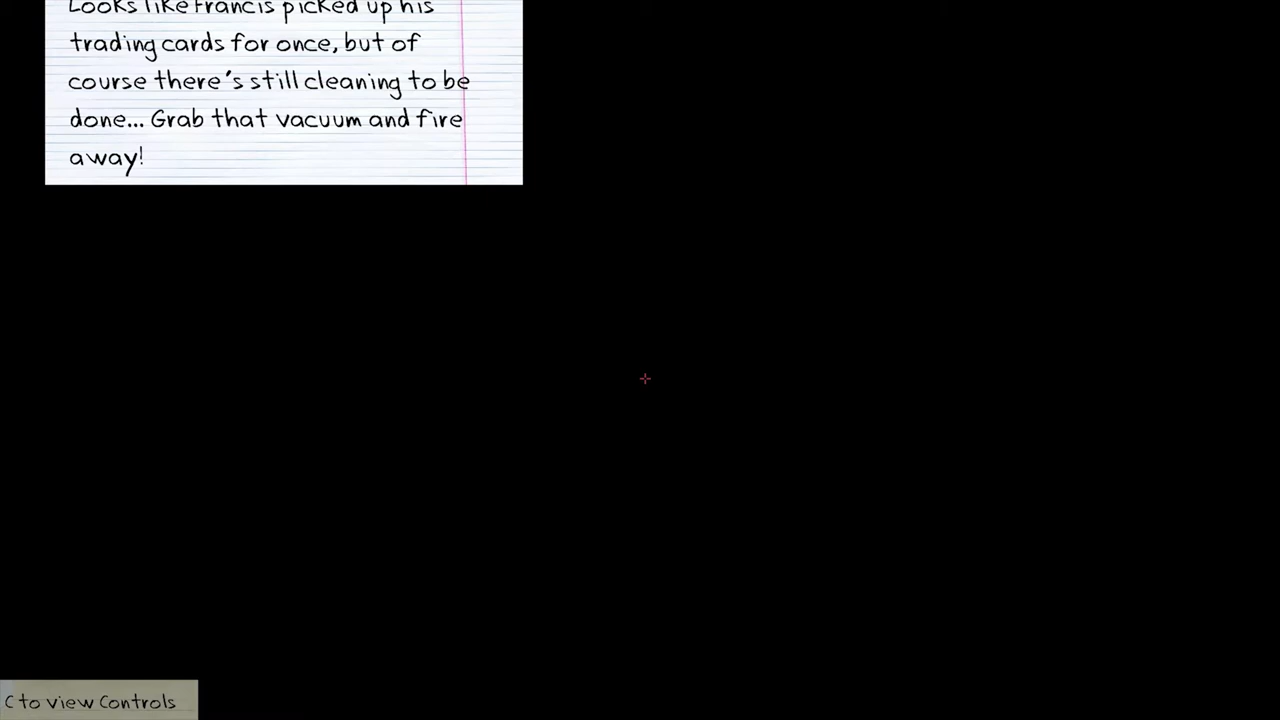 Looks like Francis picked up his
trading cards for once, but of
course there's still cleaning to be
done... Grab that vacuum and fire
away!
C to view Controls